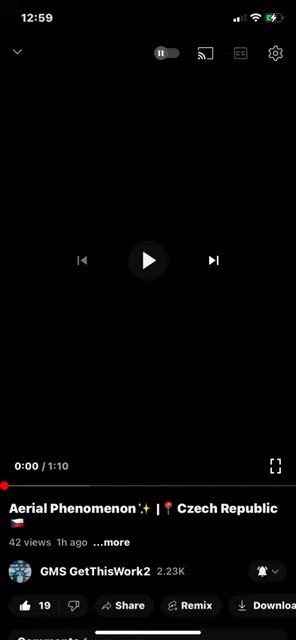 12:59
CC
0:00 / 1:10
Aerial Phenomenon✨ |📍Czech Republic
🇨🇿
42 views 1h ago ...more
GMS GetThisWork2 2.23K
19 Share Remix Downloa